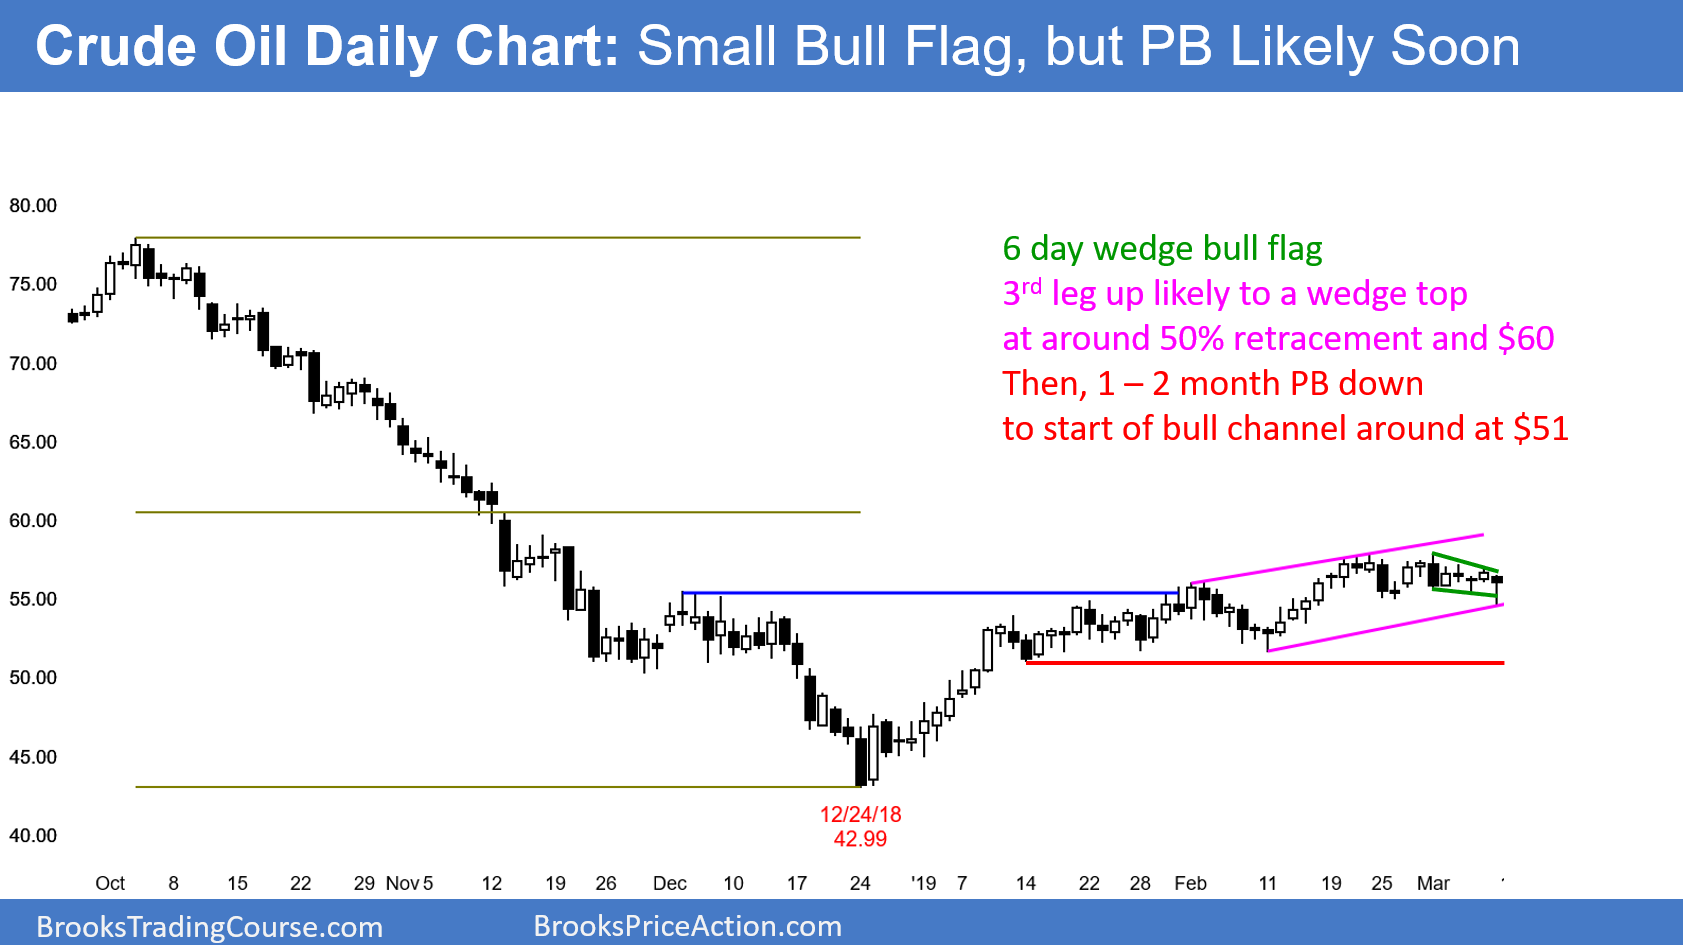 Crude Oil Daily Chart: Small Bull Flag, but PB Likely Soon
80.00
75.00
70.00
65.00
60.00
55.00
50.00
45.00
40.00
6 day wedge bull flag
3rd leg up likely to a wedge top
at around 50% retracement and $60
Then, 1 – 2 month PB down
to start of bull channel around at $51
12/24/18
42.99
Oct 8 15 22 29 Nov 5 12 19 26 Dec 10 17 24 '19 7 14 22 28 Feb 11 19 25 Mar
BrooksTradingCourse.com BrooksPriceAction.com